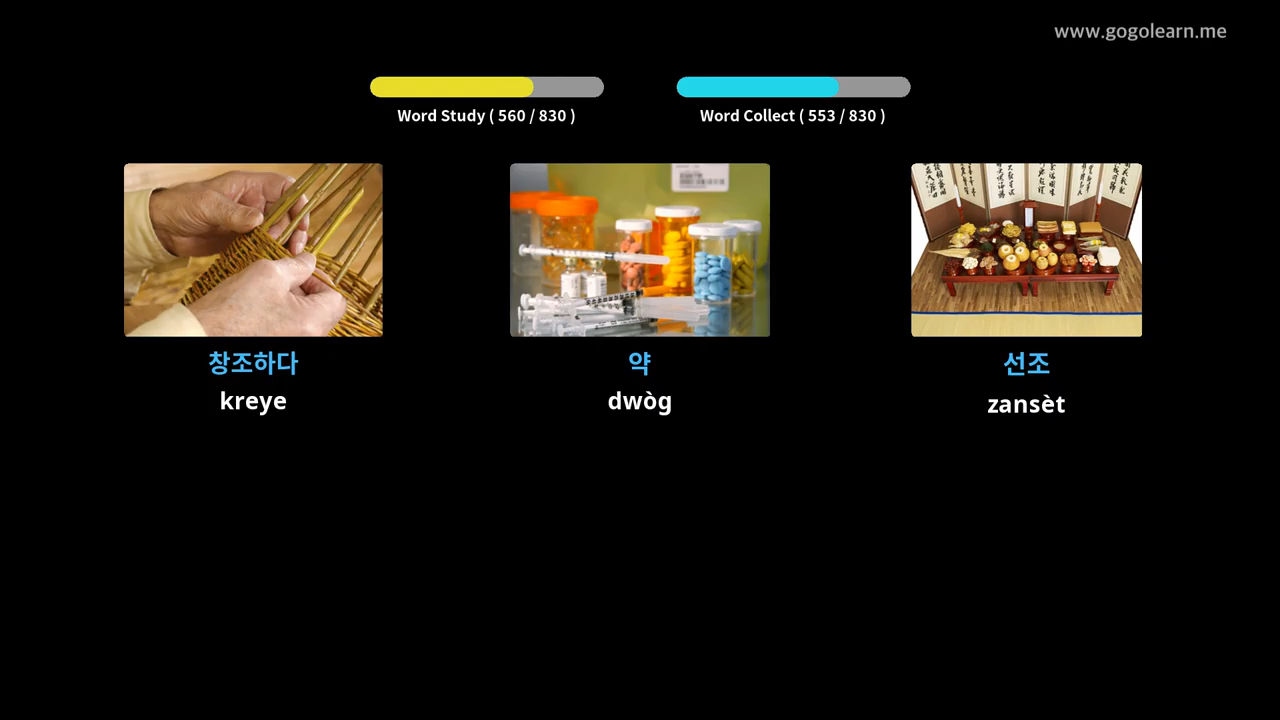 www.gogolearn.me
Word Study ( 560 / 830 )
Word Collect ( 553 / 830 )
창조하다
약
선조
kreye
dwòg
zansèt